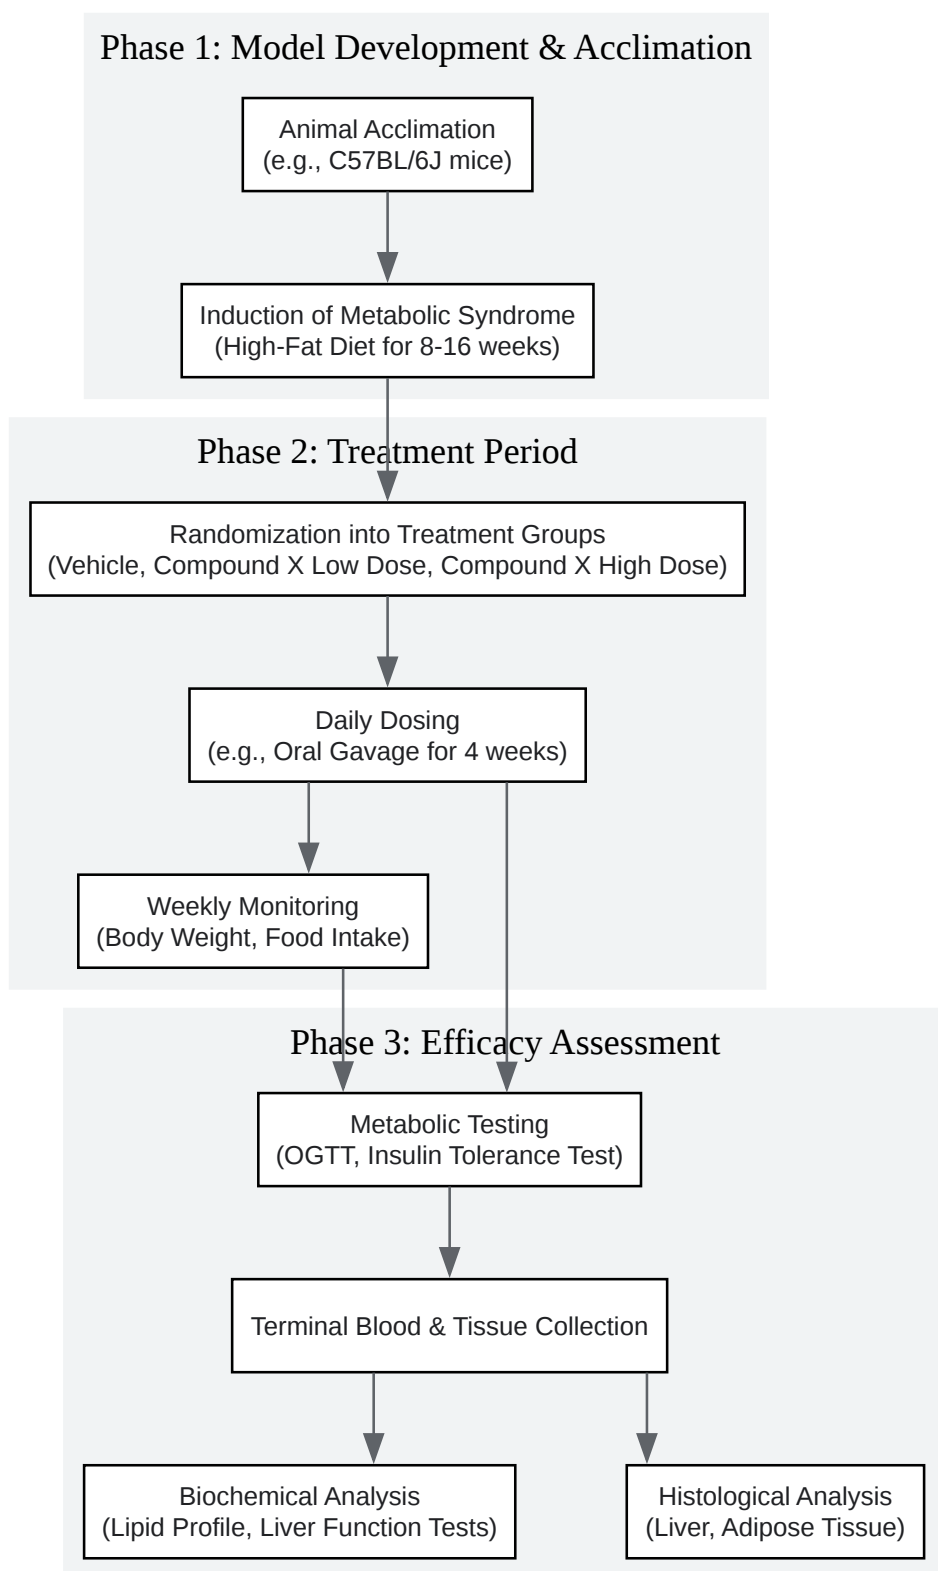 Phase 1: Model Development & Acclimation
Animal Acclimation
(e.g., C57BL/6J mice)
Induction of Metabolic Syndrome
(High-Fat Diet for 8-16 weeks)
Phase 2: Treatment Period
Randomization into Treatment Groups
(Vehicle, Compound X Low Dose, Compound X High Dose)
Daily Dosing
(e.g., Oral Gavage for 4 weeks)
Weekly Monitoring
(Body Weight, Food Intake)
Phase 3: Efficacy Assessment
Metabolic Testing
(OGTT, Insulin Tolerance Test)
Terminal Blood & Tissue Collection
Biochemical Analysis
(Lipid Profile, Liver Function Tests)
Histological Analysis
(Liver, Adipose Tissue)